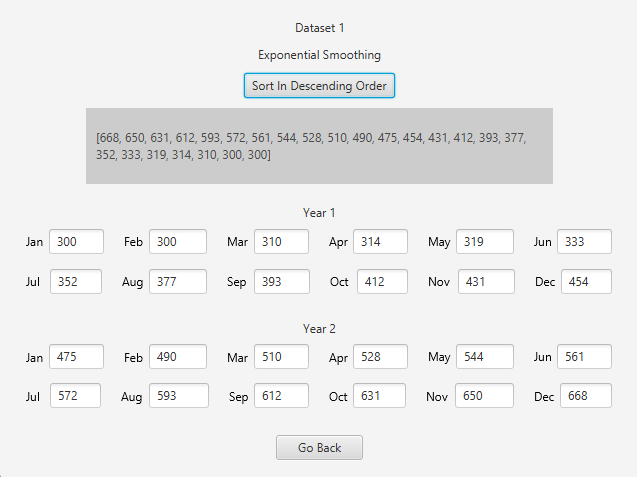 Dataset 1
Exponential Smoothing
Sort In Descending Order
[668, 650, 631, 612, 593, 572, 561, 544, 528, 510, 490, 475, 454, 431, 412, 393, 377,
352, 333, 319, 314, 310, 300, 300]
Year 1
Jan 300 Feb 300 Mar 310 Apr 314 May 319 Jun 333
Jul 352 Aug 377 Sep 393 Oct 412 Nov 431 Dec 454
Year 2
Jan 475 Feb 490 Mar 510 Apr 528 May 544 Jun 561
Jul 572 Aug 593 Sep 612 Oct 631 Nov 650 Dec 668
Go Back